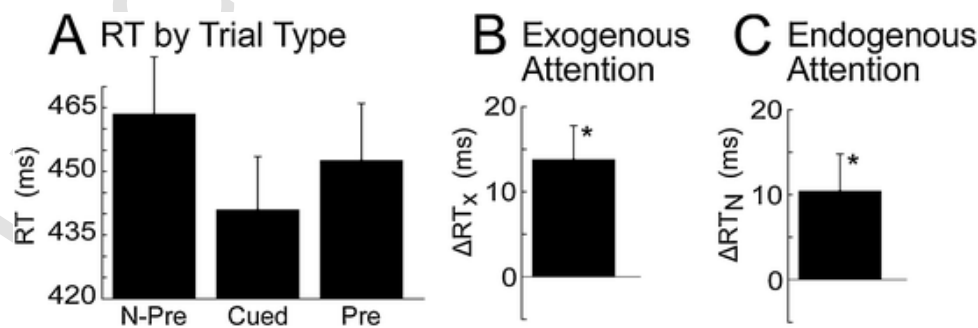 A RT by Trial Type
RT (ms)
465
450
435
420
N-Pre Cued Pre
B Exogenous
Attention
ΔRTx (ms)
20
10
0
*
C Endogenous
Attention
ΔRTN (ms)
20
10
0
*